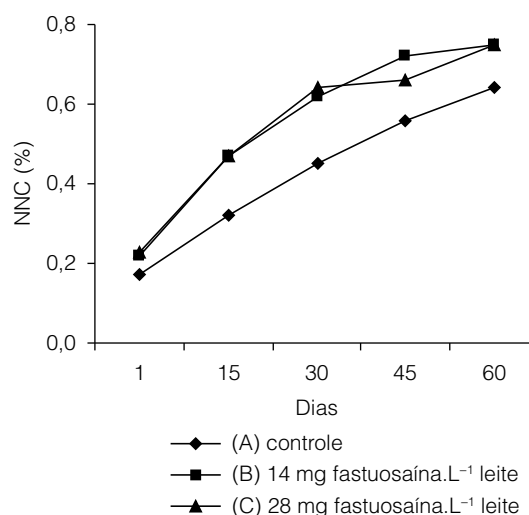 0,8
0,6
0,4
0,2
0,0
NNC (%)
1 15 30 45 60
Dias
(A) controle
(B) 14 mg fastuosaína.L⁻¹ leite
(C) 28 mg fastuosaína.L⁻¹ leite